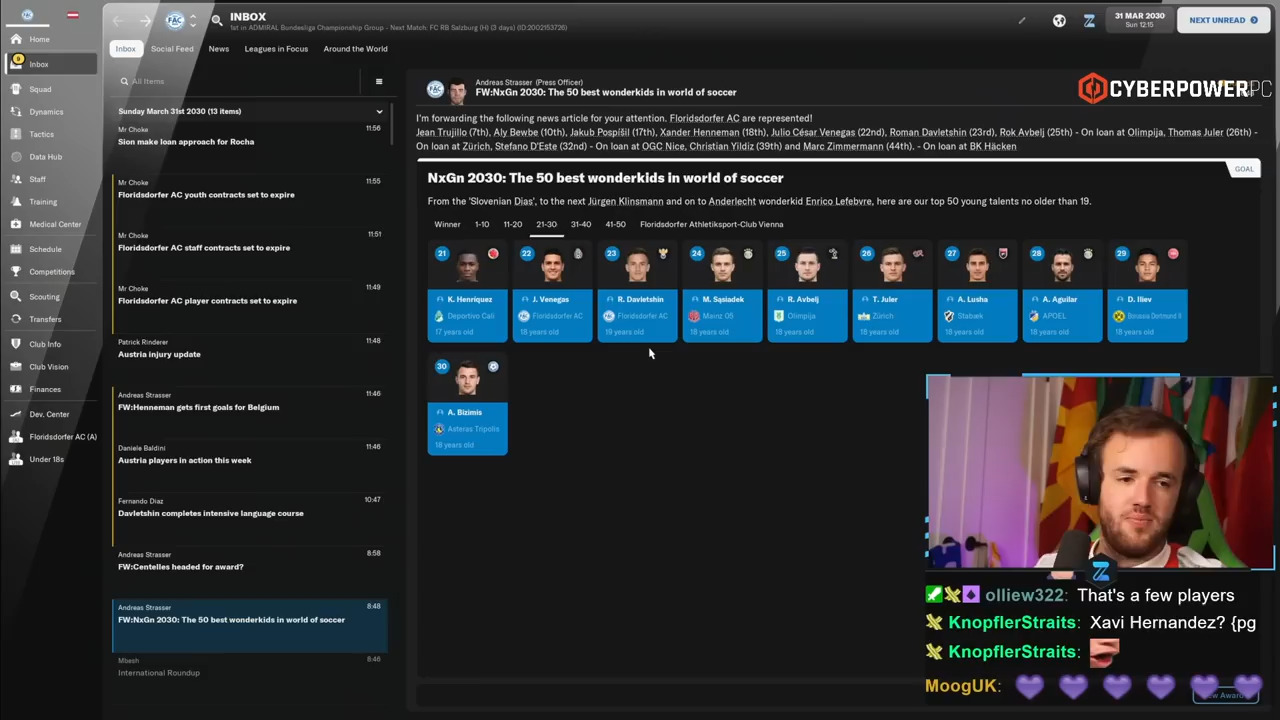 INBOX
1st in ADMIRAL Bundesliga Championship Group - Next Match: FC RB Salzburg (H) (3 days) (ID:2002153726)
31 MAR 2030
Sun 12:15
NEXT UNREAD
Home
Inbox
Squad
Dynamics
Tactics
Data Hub
Staff
Training
Medical Center
Schedule
Competitions
Scouting
Transfers
Club Info
Club Vision
Finances
Dev. Center
Floridsdorfer AC (A)
Under 18s
Inbox
Social Feed
News
Leagues in Focus
Around the World
All Items
Sunday March 31st 2030 (13 items)
Mr Choke 11:56
Sion make loan approach for Rocha
Mr Choke 11:55
Floridsdorfer AC youth contracts set to expire
Mr Choke 11:51
Floridsdorfer AC staff contracts set to expire
Mr Choke 11:49
Floridsdorfer AC player contracts set to expire
Patrick Rinderer 11:48
Austria injury update
Andreas Strasser 11:46
FW:Henneman gets first goals for Belgium
Daniele Baldini 11:46
Austria players in action this week
Fernando Diaz 10:47
Davletshin completes intensive language course
Andreas Strasser 8:58
FW:Centelles headed for award?
Andreas Strasser 8:48
FW:NxGn 2030: The 50 best wonderkids in world of soccer
Mbesh 8:46
International Roundup
Andreas Strasser (Press Officer)
FW:NxGn 2030: The 50 best wonderkids in world of soccer
CYBERPOWERPC
I'm forwarding the following news article for your attention. Floridsdorfer AC are represented!
Jean Trujillo (7th), Aly Bewbe (10th), Jakub Pospíšil (17th), Xander Henneman (18th), Julio César Venegas (22nd), Roman Davletshin (23rd), Rok Avbelj (25th) - On loan at Olimpija, Thomas Juler (26th) -
On loan at Zürich, Stefano D'Este (32nd) - On loan at OGC Nice, Christian Yildiz (39th) and Marc Zimmermann (44th). - On loan at BK Häcken
GOAL
NxGn 2030: The 50 best wonderkids in world of soccer
From the 'Slovenian Dias', to the next Jürgen Klinsmann and on to Anderlecht wonderkid Enrico Lefebvre, here are our top 50 young talents no older than 19.
Winner 1-10 11-20 21-30 31-40 41-50 Floridsdorfer Athletiksport-Club Vienna
21 22 23 24 25 26 27 28 29
K. Henríquez J. Venegas R. Davletshin M. Sąsiadek R. Avbelj T. Juler A. Lusha A. Aguilar D. Iliev
Deportivo Cali Floridsdorfer AC Floridsdorfer AC Mainz 05 Olimpija Zürich Stabæk APOEL Borussia Dortmund II
17 years old 18 years old 19 years old 18 years old 18 years old 18 years old 18 years old 18 years old 18 years old
30
A. Bizimis
Asteras Tripolis
18 years old
olliew322: That's a few players
KnopflerStraits: Xavi Hernandez? {pg
KnopflerStraits:
MoogUK: